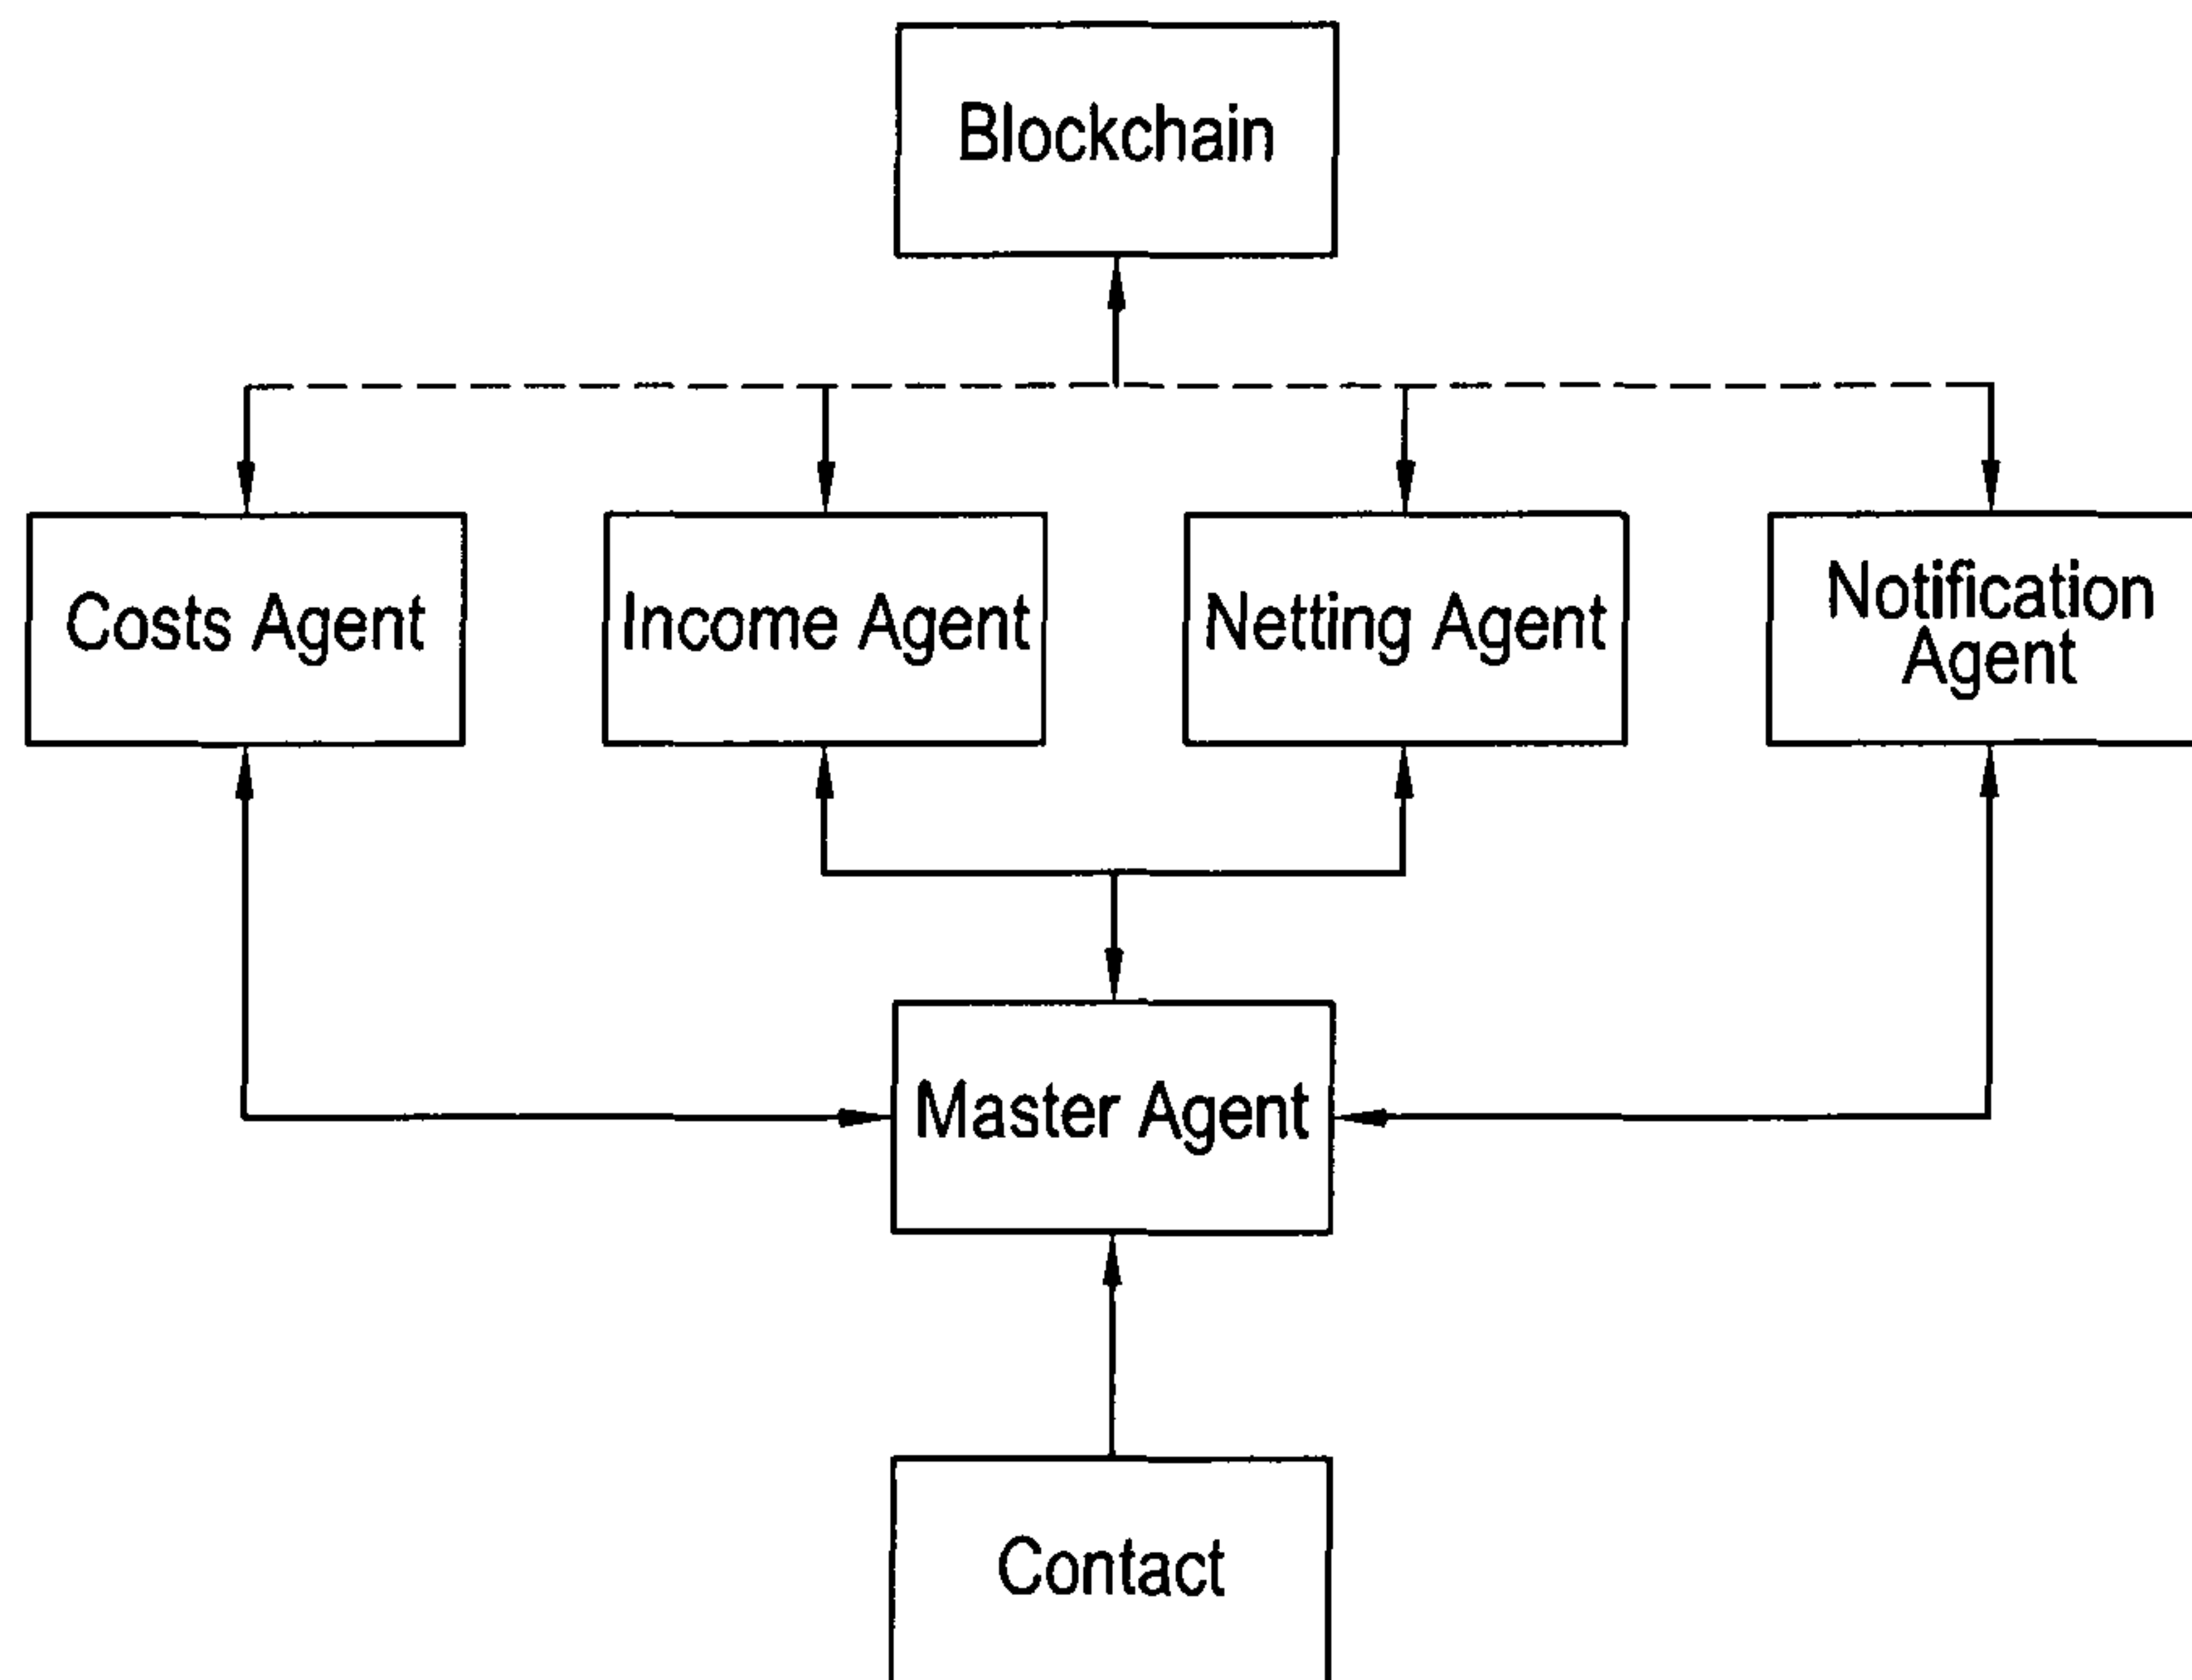 Blockchain
Costs Agent
Income Agent
Netting Agent
Notification
Agent
Master Agent
Contact